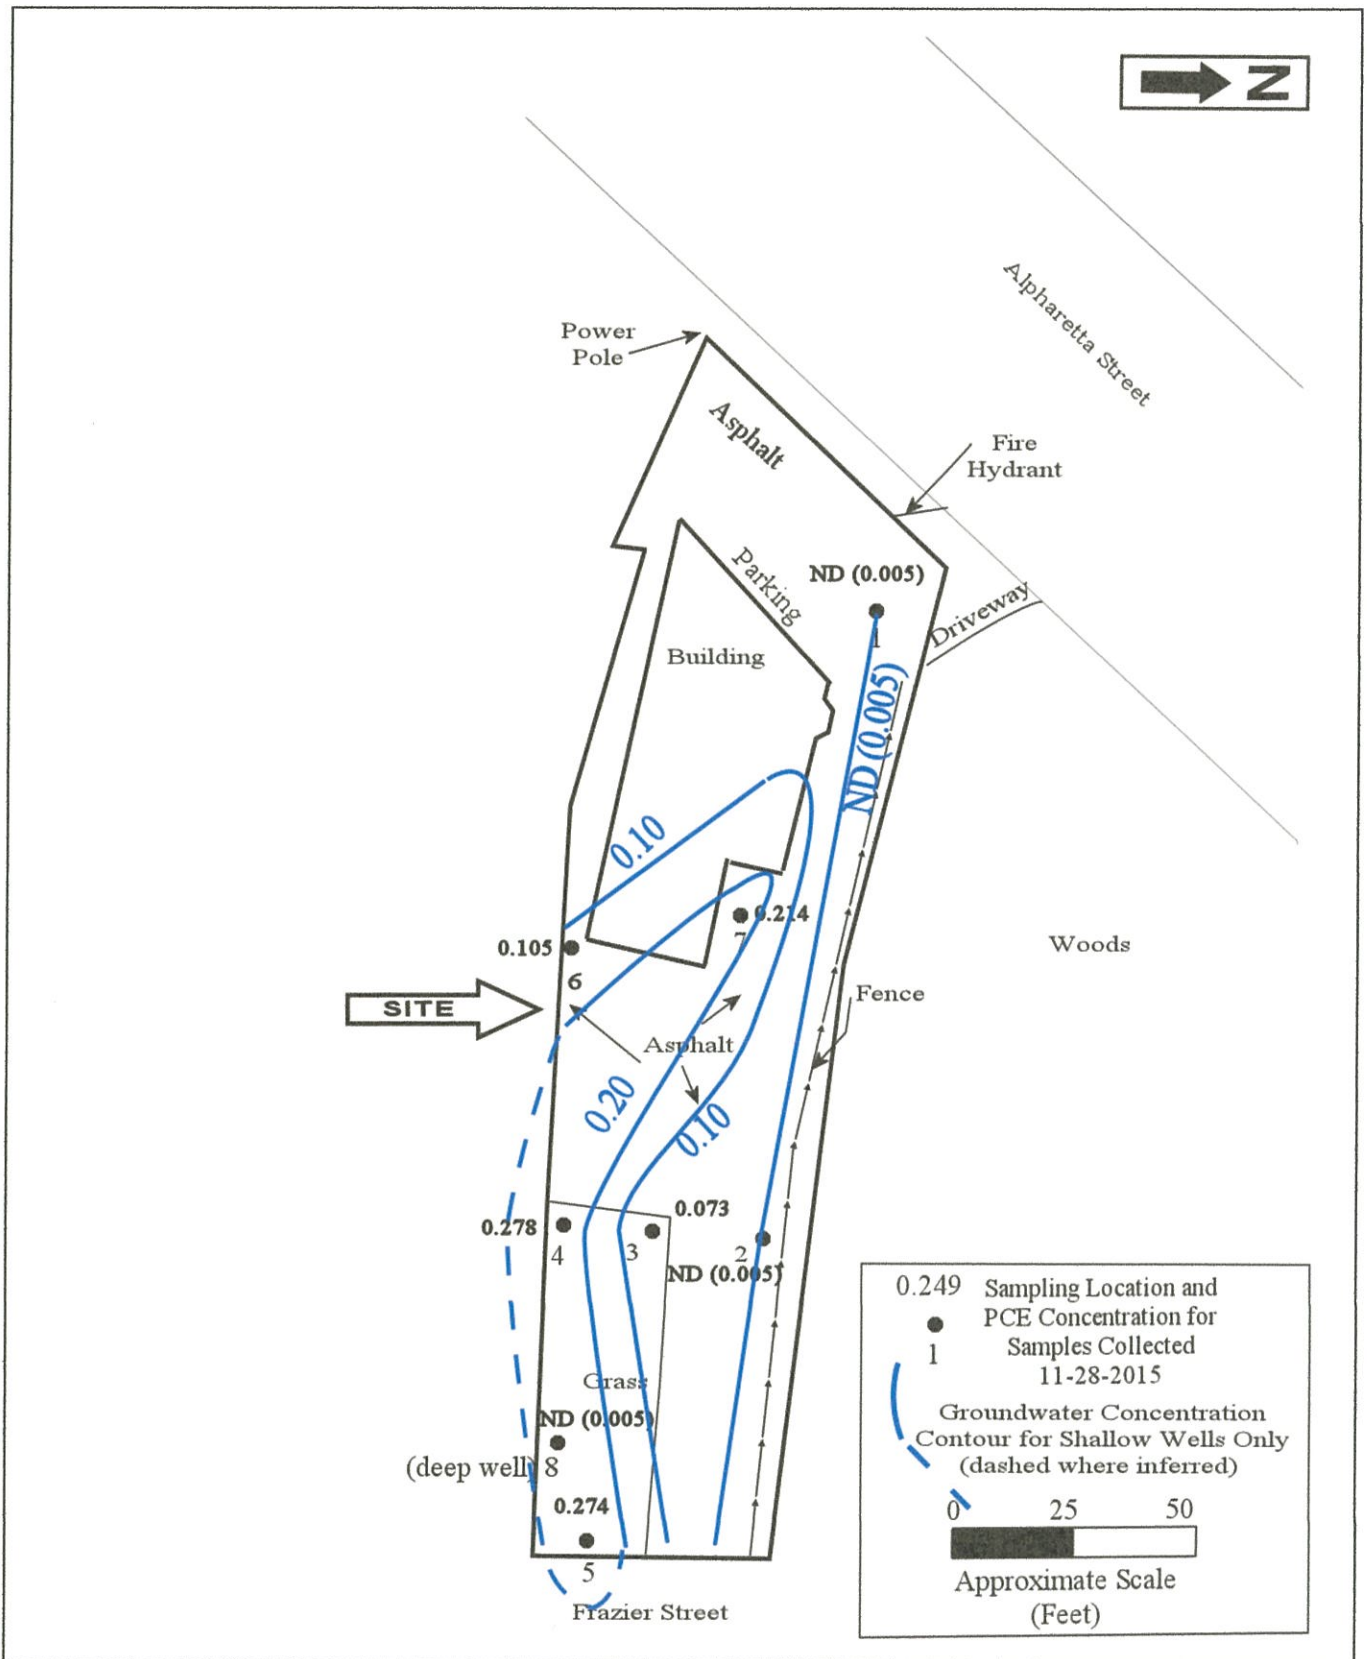 N
Alpharetta Street
Power
Pole
Asphalt
Fire
Hydrant
Parking
ND (0.005)
1
Driveway
Building
ND (0.005)
0.10
0.214
7
0.105
6
Woods
SITE
Fence
Asphalt
0.20
0.10
0.073
0.278
4
3
2
ND (0.005)
Grass
ND (0.005)
(deep well) 8
0.274
5
Frazier Street
0.249 Sampling Location and
PCE Concentration for
1 Samples Collected
11-28-2015
Groundwater Concentration
Contour for Shallow Wells Only
(dashed where inferred)
0 25 50
Approximate Scale
(Feet)